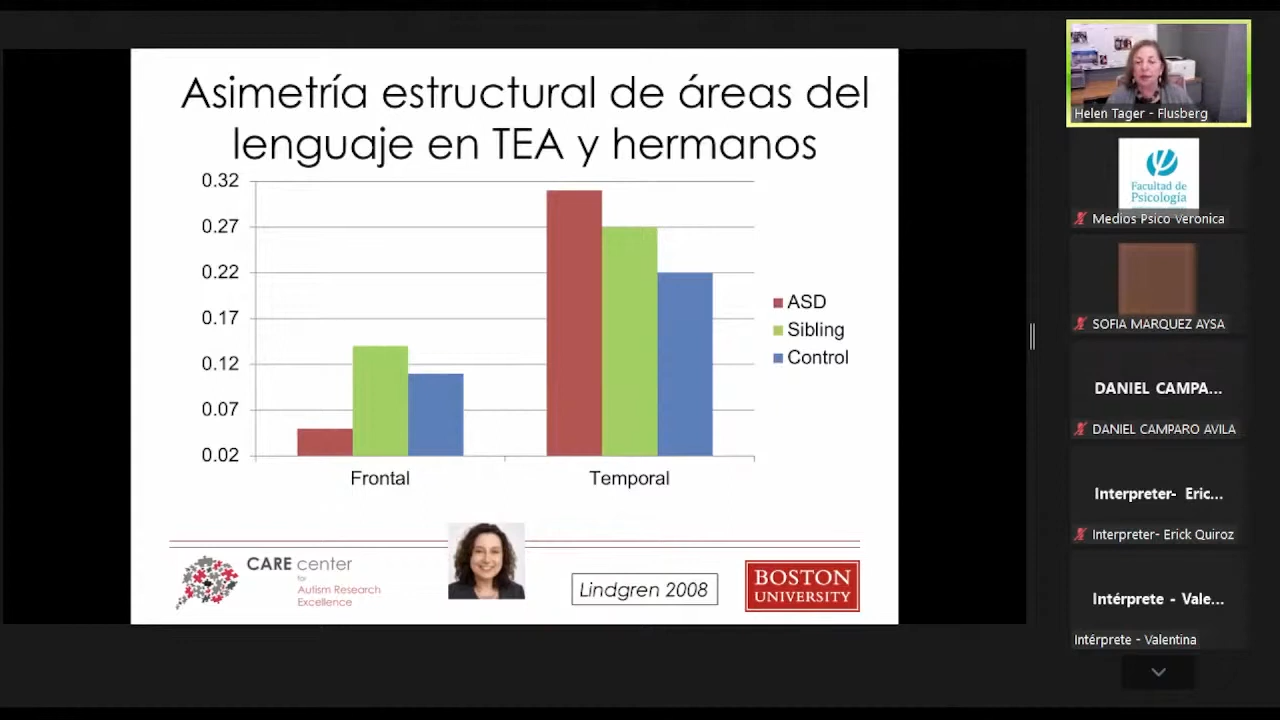 Asimetría estructural de áreas del
lenguaje en TEA y hermanos
0.32
0.27
0.22
0.17
0.12
0.07
0.02
Frontal
Temporal
ASD
Sibling
Control
CARE center
for
Autism Research
Excellence
Lindgren 2008
BOSTON
UNIVERSITY
Helen Tager - Flusberg
Facultad de
Psicología
Medios Psico Veronica
SOFIA MARQUEZ AYSA
DANIEL CAMPA...
DANIEL CAMPARO AVILA
Interpreter- Eric...
Interpreter- Erick Quiroz
Intérprete - Vale...
Intérprete - Valentina